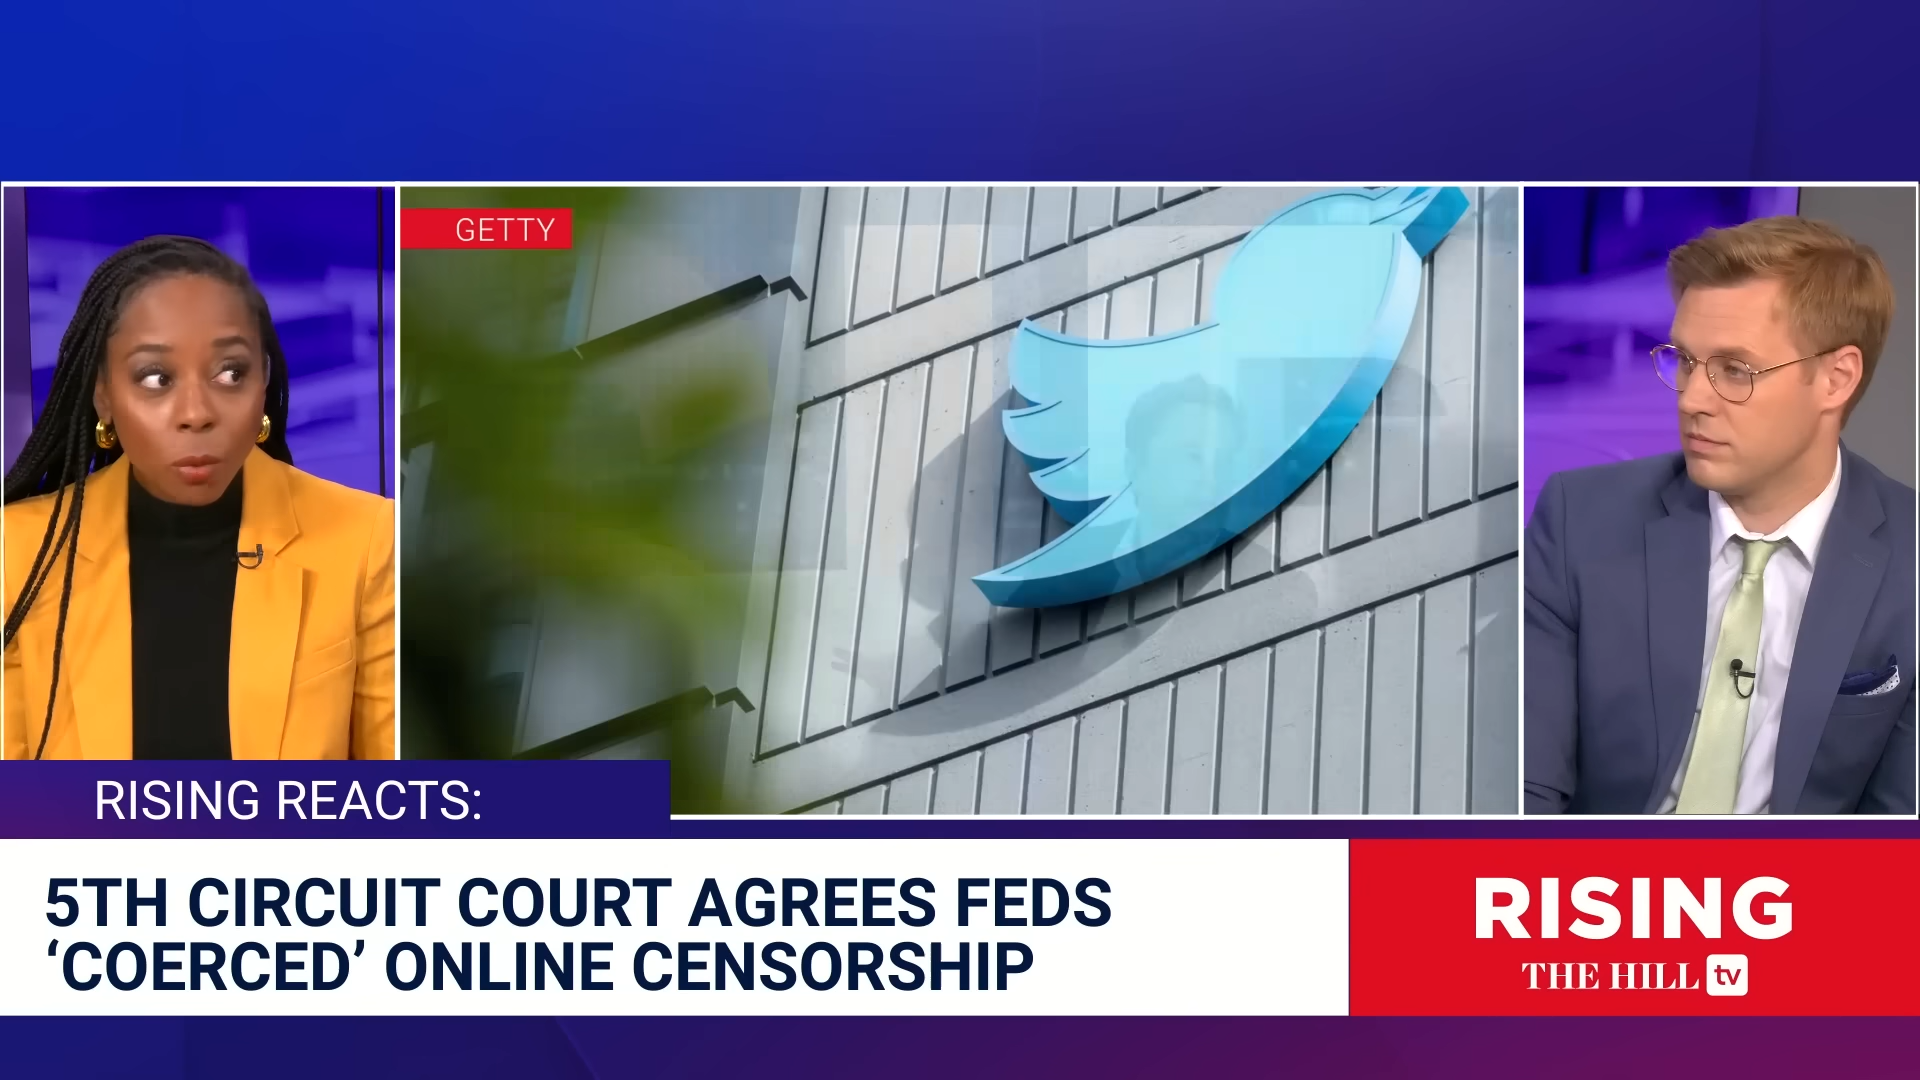 GETTY
RISING REACTS:
5TH CIRCUIT COURT AGREES FEDS
‘COERCED’ ONLINE CENSORSHIP
RISING
THE HILL tv